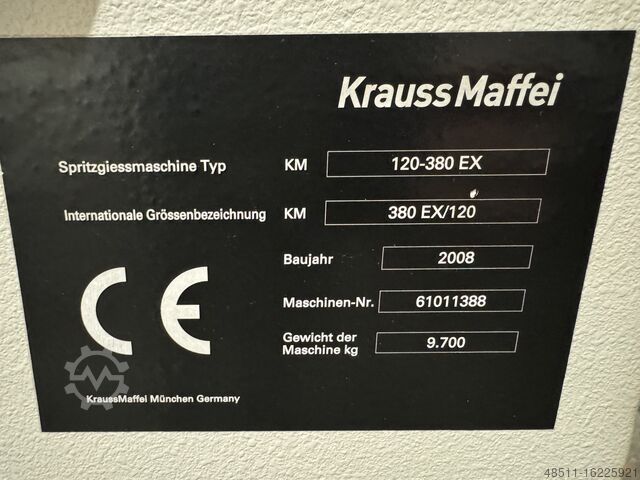 KraussMaffei
Spritzgiessmaschine Typ KM 120-380 EX
Internationale Grössenbezeichnung KM 380 EX/120
Baujahr 2008
Maschinen-Nr. 61011388
Gewicht der
Maschine kg 9.700
CE
KraussMaffei München Germany
48511-16225921